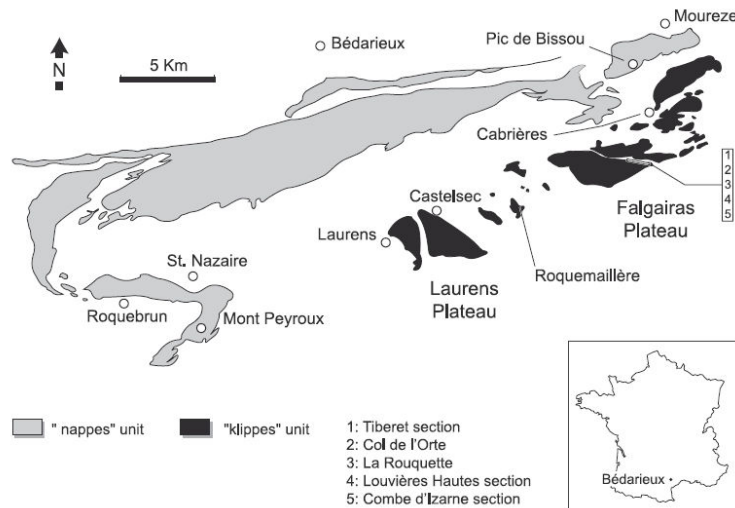 Moureze
Pic de Bissou
Bédarieux
N
5 Km
Cabrières
1
2
3
4
5
Castelsec
Falgairas
Plateau
Laurens
St. Nazaire
Roquemaillère
Laurens
Plateau
Roquebrun
Mont Peyroux
" nappes" unit
"klippes" unit
1: Tiberet section
2: Col de l'Orte
3: La Rouquette
4: Louvières Hautes section
5: Combe d'Izarne section
Bédarieux